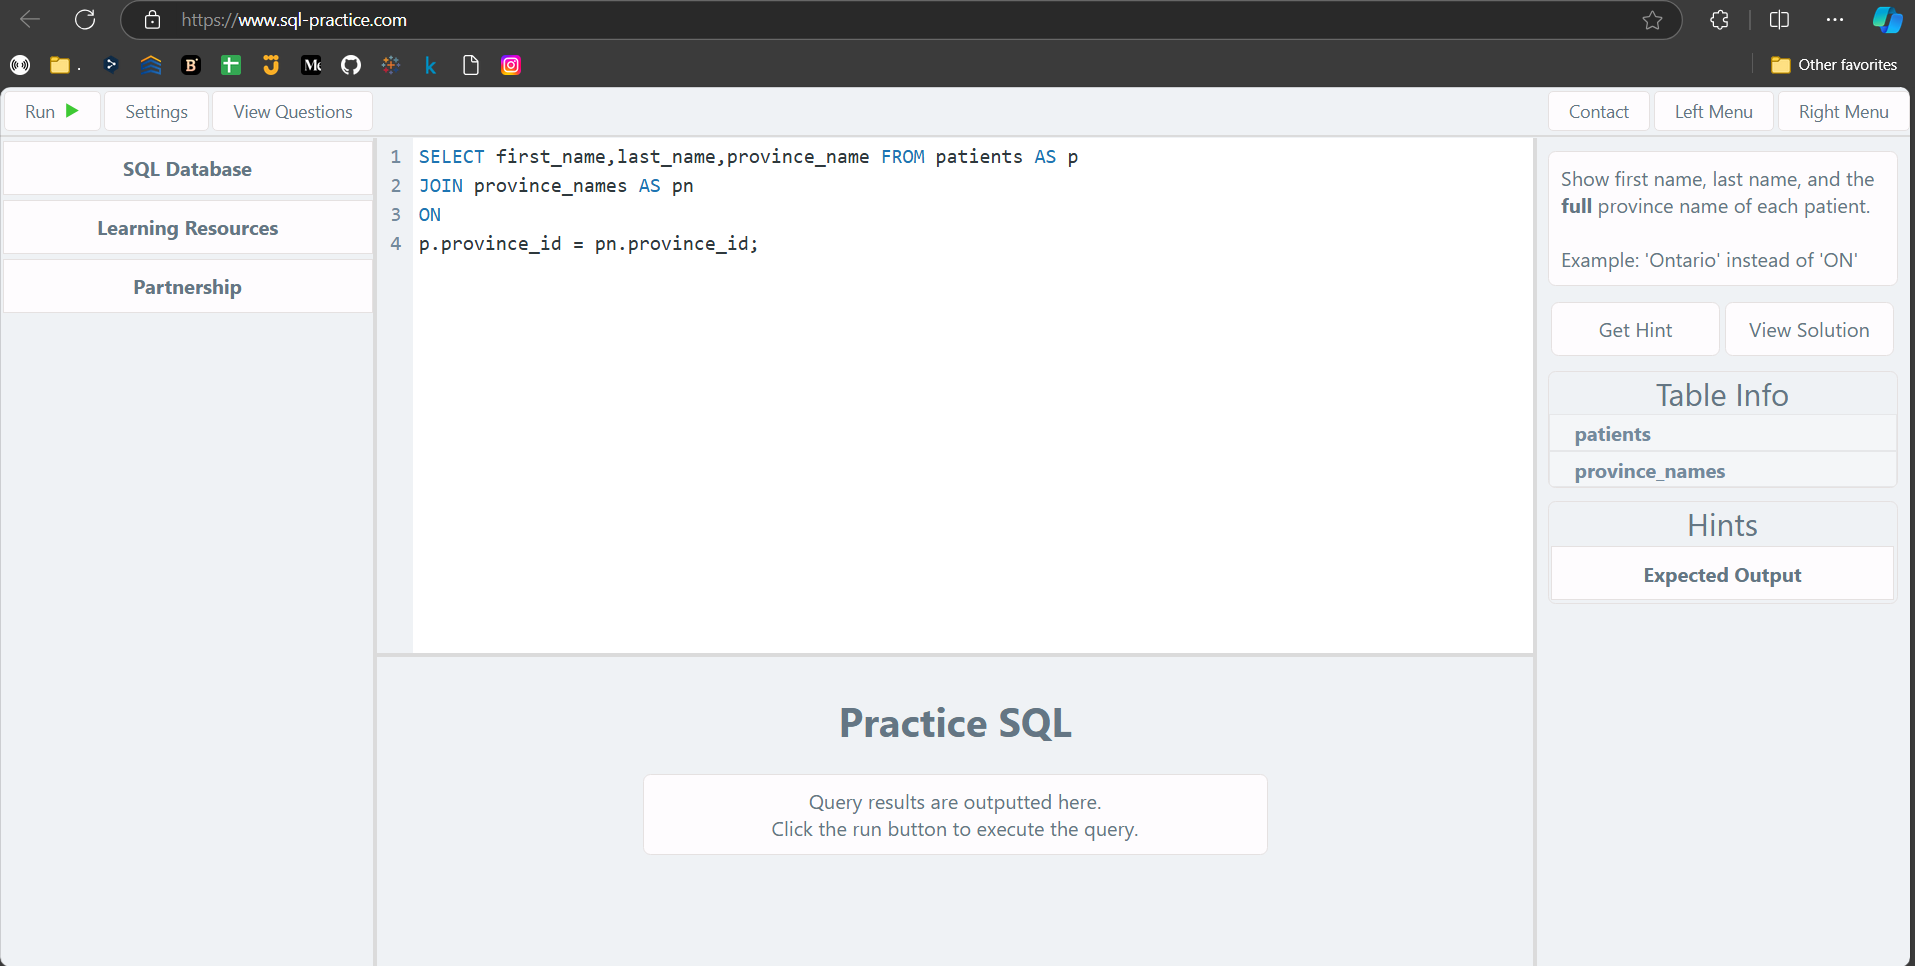 https://www.sql-practice.com
.
Other favorites
Run
Settings
View Questions
Contact
Left Menu
Right Menu
SQL Database
Learning Resources
Partnership
1 SELECT first_name,last_name,province_name FROM patients AS p
2 JOIN province_names AS pn
3 ON
4 p.province_id = pn.province_id;
Show first name, last name, and the
full province name of each patient.
Example: 'Ontario' instead of 'ON'
Get Hint
View Solution
Table Info
patients
province_names
Hints
Expected Output
Practice SQL
Query results are outputted here.
Click the run button to execute the query.